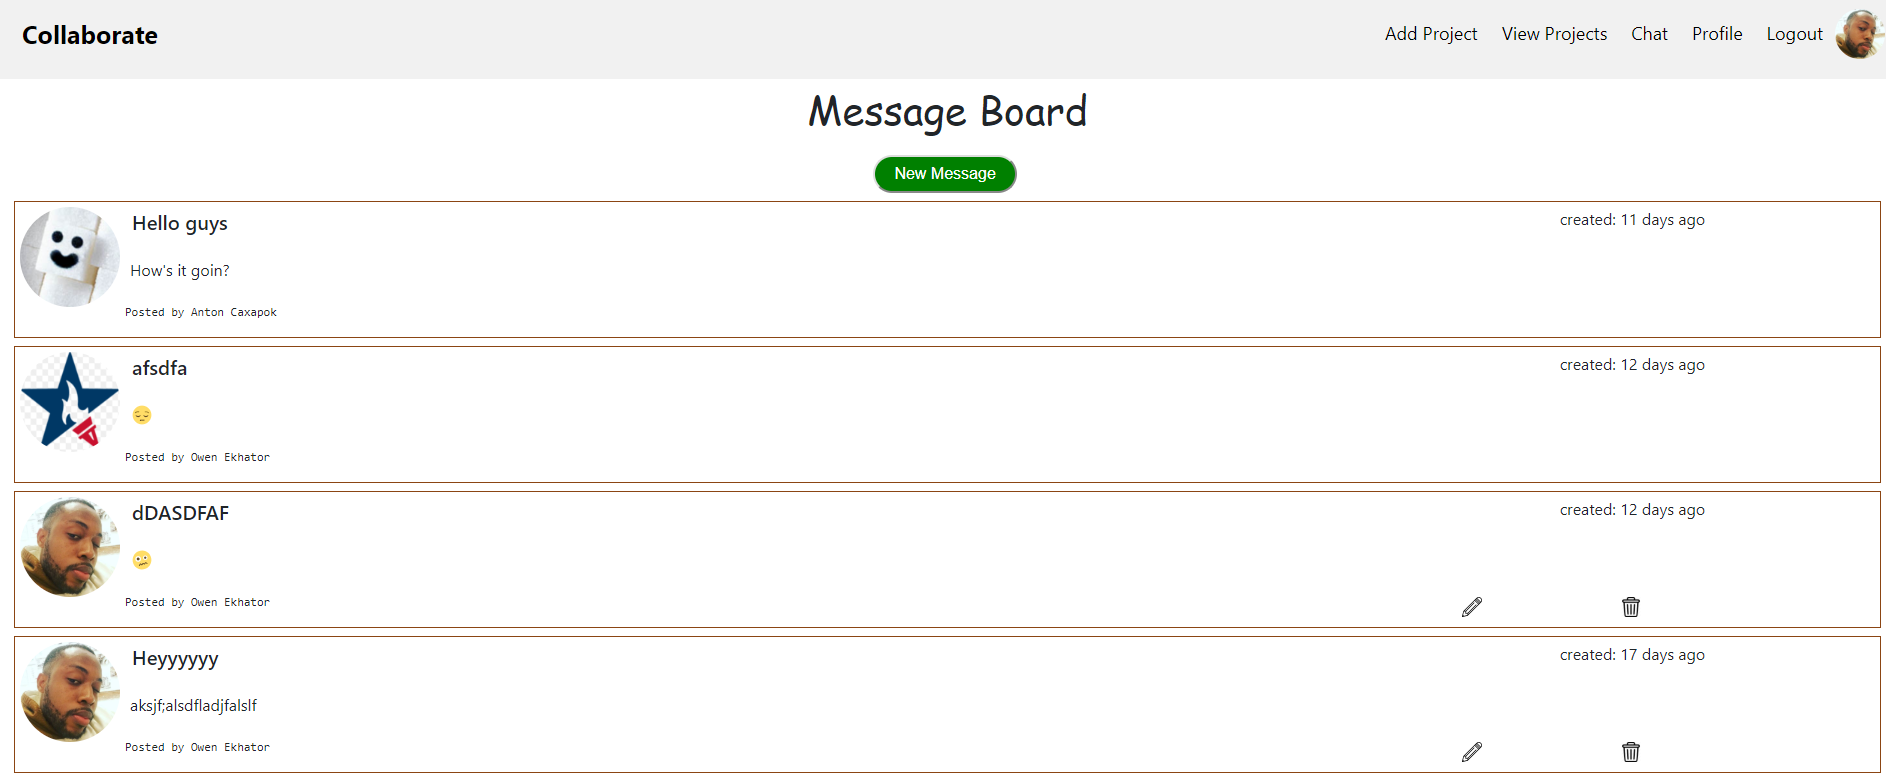 Collaborate
Add Project View Projects Chat Profile Logout
Message Board
New Message
Hello guys
created: 11 days ago
How's it goin?
Posted by Anton Caxapok
afsdfa
created: 12 days ago
😔
Posted by Owen Ekhator
dDASDFAF
created: 12 days ago
🫤
Posted by Owen Ekhator
Heyyyyyy
created: 17 days ago
aksjf;alsdfladjfalslf
Posted by Owen Ekhator